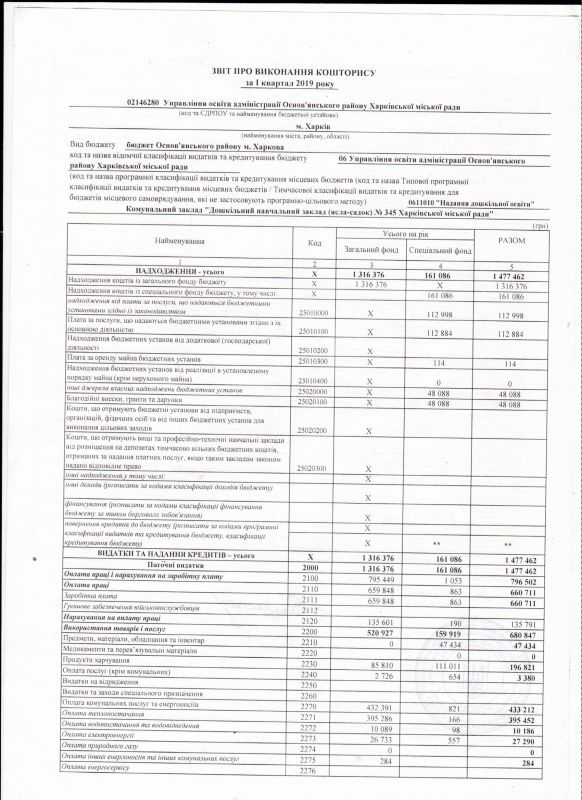 ЗВІТ ПРО ВИКОНАННЯ КОШТОРИСУ
за I квартал 2019 року
02146280 Управління освіти адміністрації Основ'янського району Харківської міської ради
(код та ЄДРПОУ та найменування бюджетної установи)
м. Харків
(найменування міста, району, області)
Вид бюджету бюджет Основ'янського району м. Харкова
код та назва відомчої класифікації видатків та кредитування бюджету 06 Управління освіти адміністрації Основ'янського
району Харківської міської ради
(код та назва програмної класифікації видатків та кредитування місцевих бюджетів (код та назва Типової програмної
класифікації видатків та кредитування місцевих бюджетів / Тимчасової класифікації видатків та кредитування для
бюджетів місцевого самоврядування, які не застосовують програмно-цільового методу) 0611010 "Надання дошкільної освіти"
Комунальний заклад "Дошкільний навчальний заклад (ясла-садок) № 345 Харківської міської ради"
(грн)
Найменування Код Усього на рік РАЗОМ
Загальний фонд Спеціальний фонд
1 2 3 4 5
НАДХОДЖЕННЯ - усього X 1 316 376 161 086 1 477 462
Надходження коштів із загального фонду бюджету X 1 316 376 X 1 316 376
Надходження коштів із спеціального фонду бюджету, у тому числі: X 161 086 161 086
надходження від плати за послуги, що надаються бюджетними
установами згідно із законодавством 25010000 X 112 998 112 998
Плата за послуги, що надаються бюджетними установами згідно з їх
основною діяльністю 25010100 X 112 884 112 884
Надходження бюджетних установ від додаткової (господарської)
діяльності 25010200 X
Плата за оренду майна бюджетних установ 25010300 X 114 114
Надходження бюджетних установ від реалізації в установленому
порядку майна (крім нерухомого майна) 25010400 X 0 0
інші джерела власних надходжень бюджетних установ 25020000 X 48 088 48 088
Благодійні внески, гранти та дарунки 25020100 X 48 088 48 088
Кошти, що отримують бюджетні установи від підприємств,
організацій, фізичних осіб та від інших бюджетних установ для
виконання цільових заходів 25020200 X
Кошти, що отримують вищі та професійно-технічні навчальні заклади
від розміщення на депозитах тимчасово вільних бюджетних коштів,
отриманих за надання платних послуг, якщо таким закладам законом
надано відповідне право 25020300 X
інші надходження, у тому числі: X
інші доходи (розписати за кодами класифікації доходів бюджету)
X
фінансування (розписати за кодами класифікації фінансування
бюджету за типом боргового зобов'язання) X
повернення кредитів до бюджету (розписати за кодами програмної X
класифікації видатків та кредитування бюджету, класифікації
кредитування бюджету) X ** **
ВИДАТКИ ТА НАДАННЯ КРЕДИТІВ – усього X 1 316 376 161 086 1 477 462
Поточні видатки 2000 1 316 376 161 086 1 477 462
Оплата праці і нарахування на заробітну плату 2100 795 449 1 053 796 502
Оплата праці 2110 659 848 863 660 711
Заробітна плата 2111 659 848 863 660 711
Грошове забезпечення військовослужбовців 2112
Нарахування на оплату праці 2120 135 601 190 135 791
Використання товарів і послуг 2200 520 927 159 919 680 847
Предмети, матеріали, обладнання та інвентар 2210 0 47 434 47 434
Медикаменти та перев'язувальні матеріали 2220 0 0
Продукти харчування 2230 85 810 111 011 196 821
Оплата послуг (крім комунальних) 2240 2 726 654 3 380
Видатки на відрядження 2250
Видатки та заходи спеціального призначення 2260
Оплата комунальних послуг та енергоносіїв 2270 432 391 821 433 212
Оплата теплопостачання 2271 395 286 166 395 452
Оплата водопостачання та водовідведення 2272 10 089 98 10 186
Оплата електроенергії 2273 26 733 557 27 290
Оплата природного газу 2274 0 0
Оплата інших енергоносіїв та інших комунальних послуг 2275 284 284
Оплата енергосервісу 2276